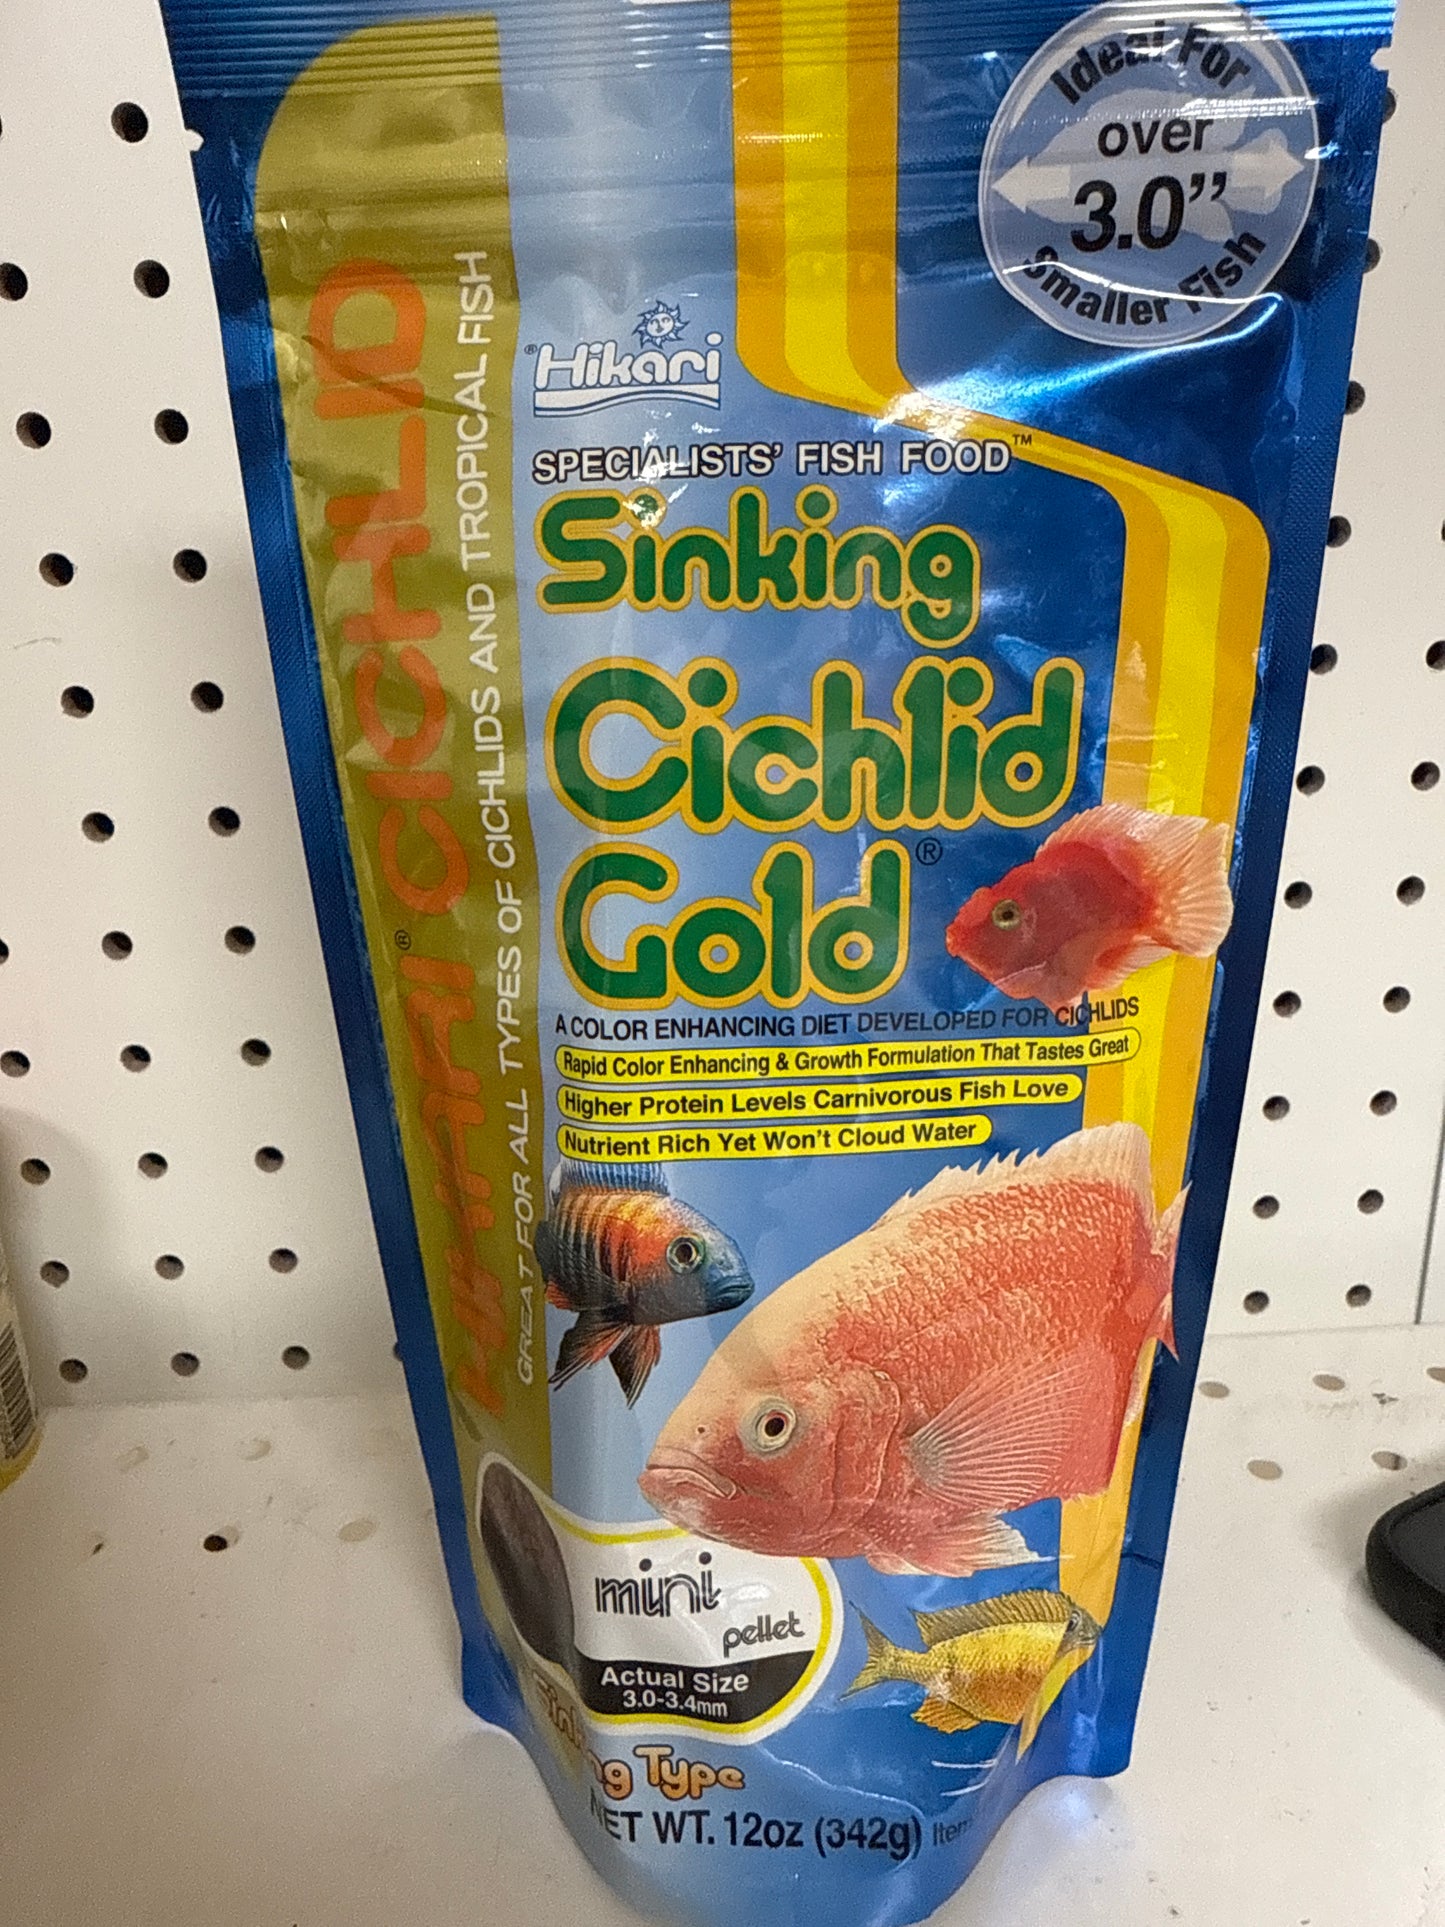 Ideal For
over
3.0”
Smaller Fish
® Hikari
SPECIALISTS’ FISH FOOD™
Sinking
Cichlid
Gold®
A COLOR ENHANCING DIET DEVELOPED FOR CICHLIDS
Rapid Color Enhancing & Growth Formulation That Tastes Great
Higher Protein Levels Carnivorous Fish Love
Nutrient Rich Yet Won’t Cloud Water
HIKARI® CICHLID
GREAT FOR ALL TYPES OF CICHLIDS AND TROPICAL FISH
mini
pellet
Actual Size
3.0-3.4mm
Sinking Type
NET WT. 12oz (342g)